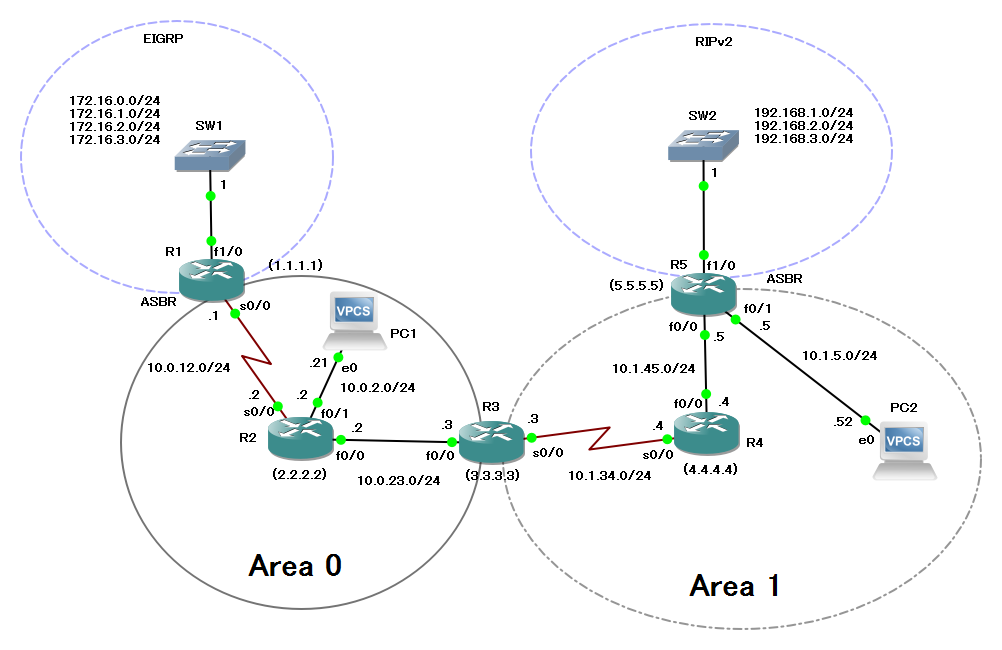 EIGRP
172.16.0.0/24
172.16.1.0/24
172.16.2.0/24
172.16.3.0/24
SW1
1
R1
f1/0
(1.1.1.1)
ASBR
.1
s0/0
10.0.12.0/24
VPCS
PC1
.21
e0
10.0.2.0/24
.2
s0/0
.2
f0/1
R2
.2
f0/0
(2.2.2.2)
10.0.23.0/24
.3
f0/0
R3
.3
s0/0
(3.3.3.3)
Area 0
RIPv2
SW2
192.168.1.0/24
192.168.2.0/24
192.168.3.0/24
1
R5
f1/0
ASBR
(5.5.5.5)
f0/1
.5
f0/0
.5
10.1.5.0/24
10.1.45.0/24
f0/0
.4
.4
s0/0
R4
(4.4.4.4)
10.1.34.0/24
PC2
.52
e0
VPCS
Area 1